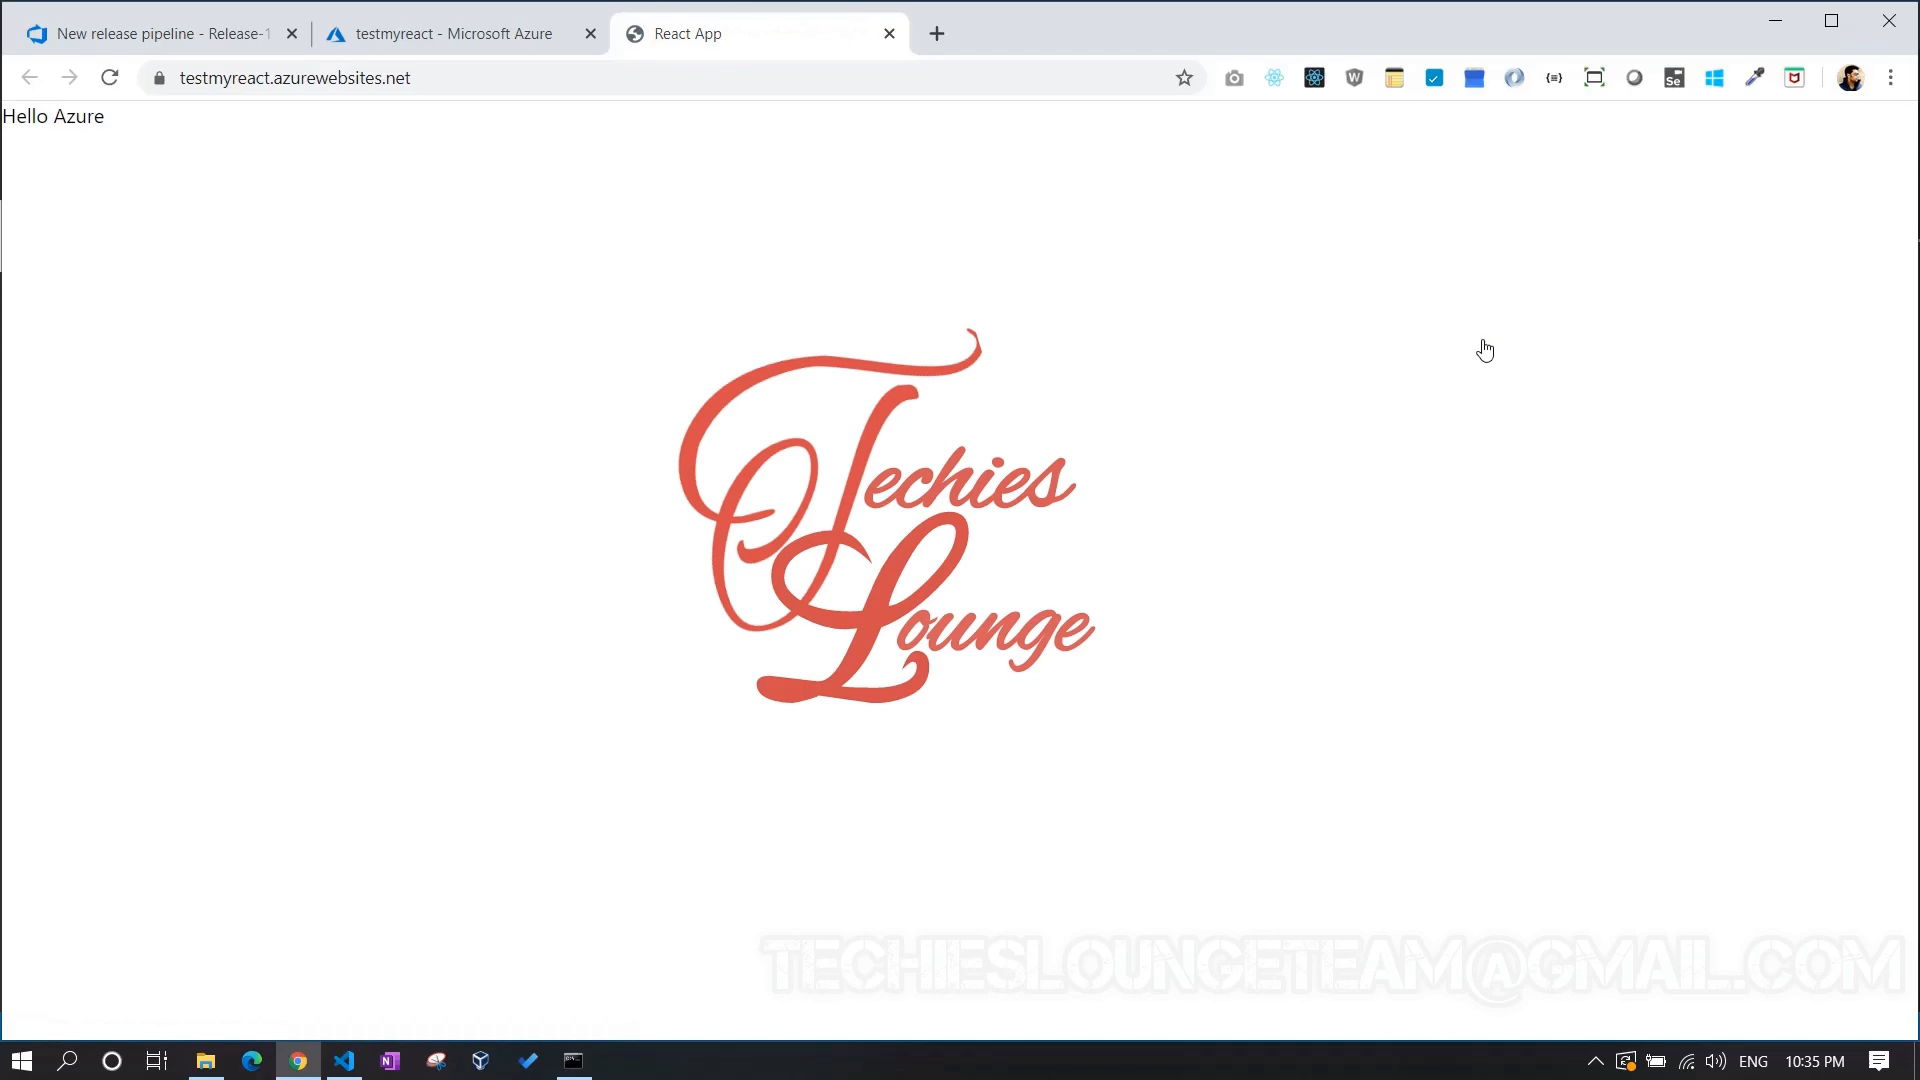 New release pipeline - Release-1
testmyreact - Microsoft Azure
React App
testmyreact.azurewebsites.net
Hello Azure
Techies
Lounge
TECHIESLOUNGETEAM@GMAIL.COM
ENG
10:35 PM